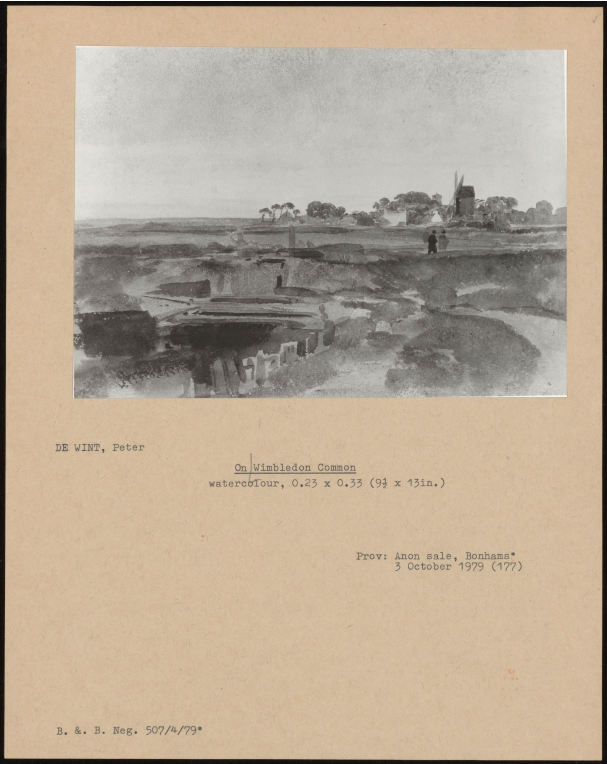 DE WINT, Peter
On Wimbledon Common
watercolour, 0.23 x 0.33 (9¼ x 13in.)
Prov: Anon sale, Bonhams*
3 October 1979 (177)
B. &. B. Neg. 507/4/79*